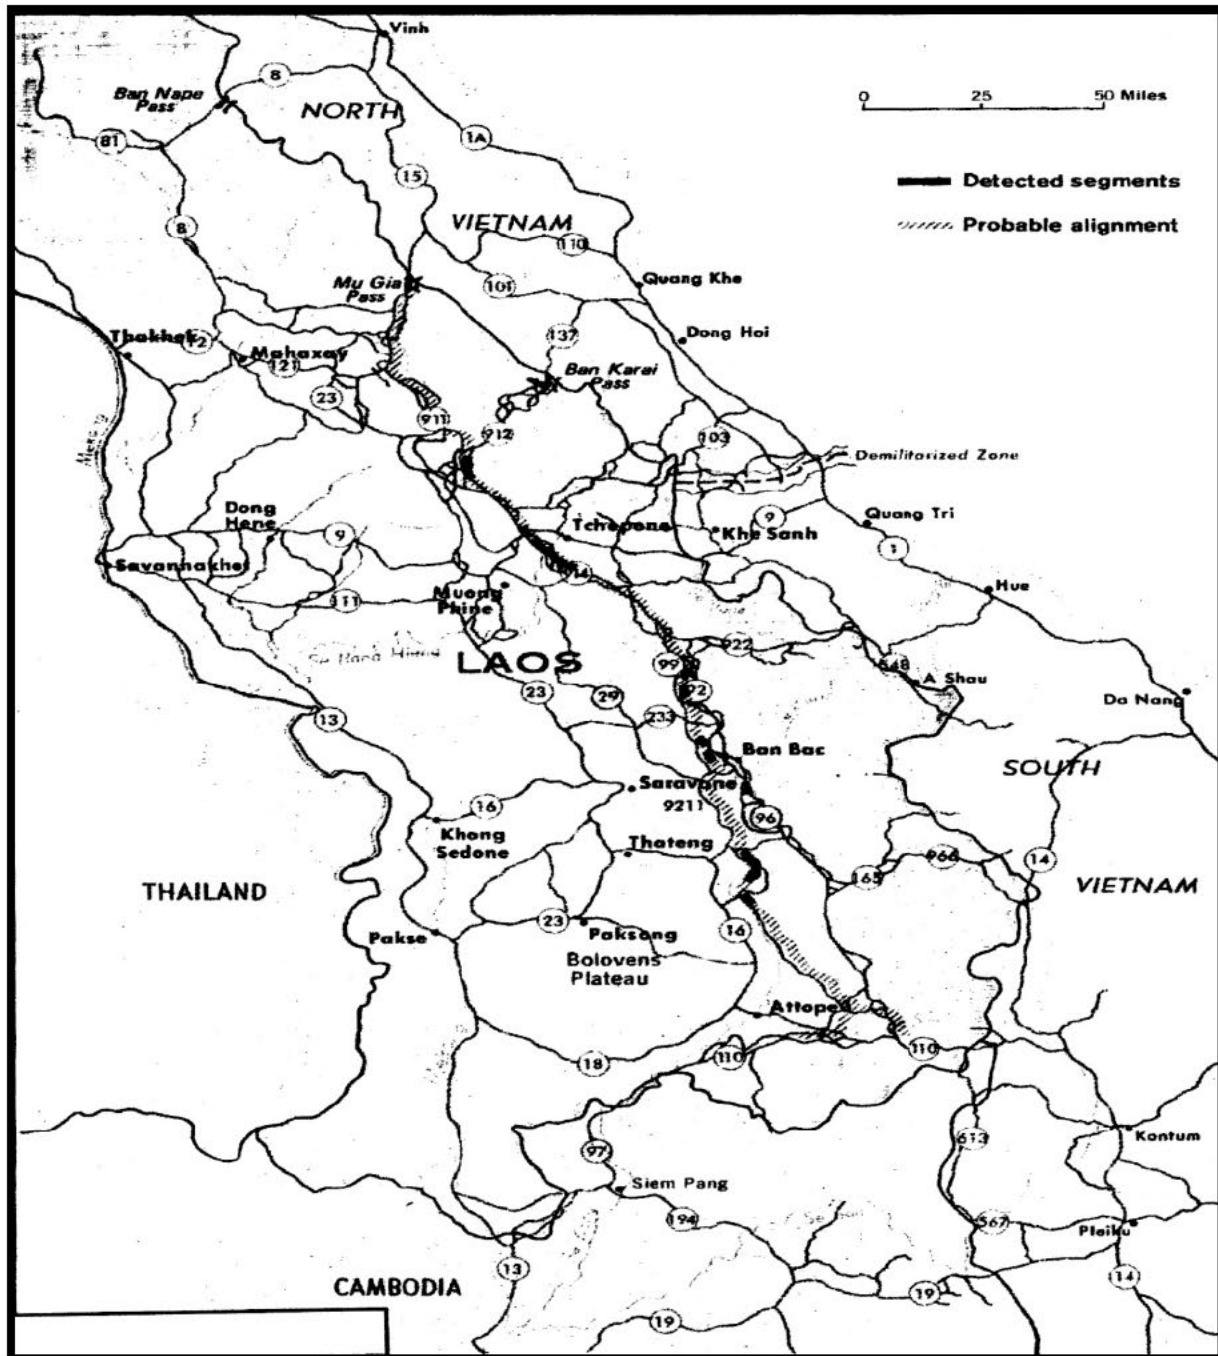 Vinh
Ban Nape
Pass
8
NORTH
0 25 50 Miles
81
1A
Detected segments
15
VIETNAM
Probable alignment
8
110
Mu Gia
Pass
101
Quang Khe
Thakhek
12
137
Dong Hoi
Mahaxay
121
Ban Karai
Pass
23
911
912
103
Demilitarized Zone
Dong
Hene
9
Tchepone
Khe Sanh
9
Quang Tri
1
Savannakhet
111
Muong
Phine
14
Hue
LAOS
922
99
548
A Shau
23
29
92
Da Nang
13
233
Ban Bac
SOUTH
Saravane
9211
16
96
Khong
Sedone
Thateng
966
14
165
THAILAND
VIETNAM
23
Pakse
Paksong
16
Bolovens
Plateau
Attopeu
18
110
110
613
Kontum
97
Siem Pang
194
567
Pleiku
13
CAMBODIA
19
14
19